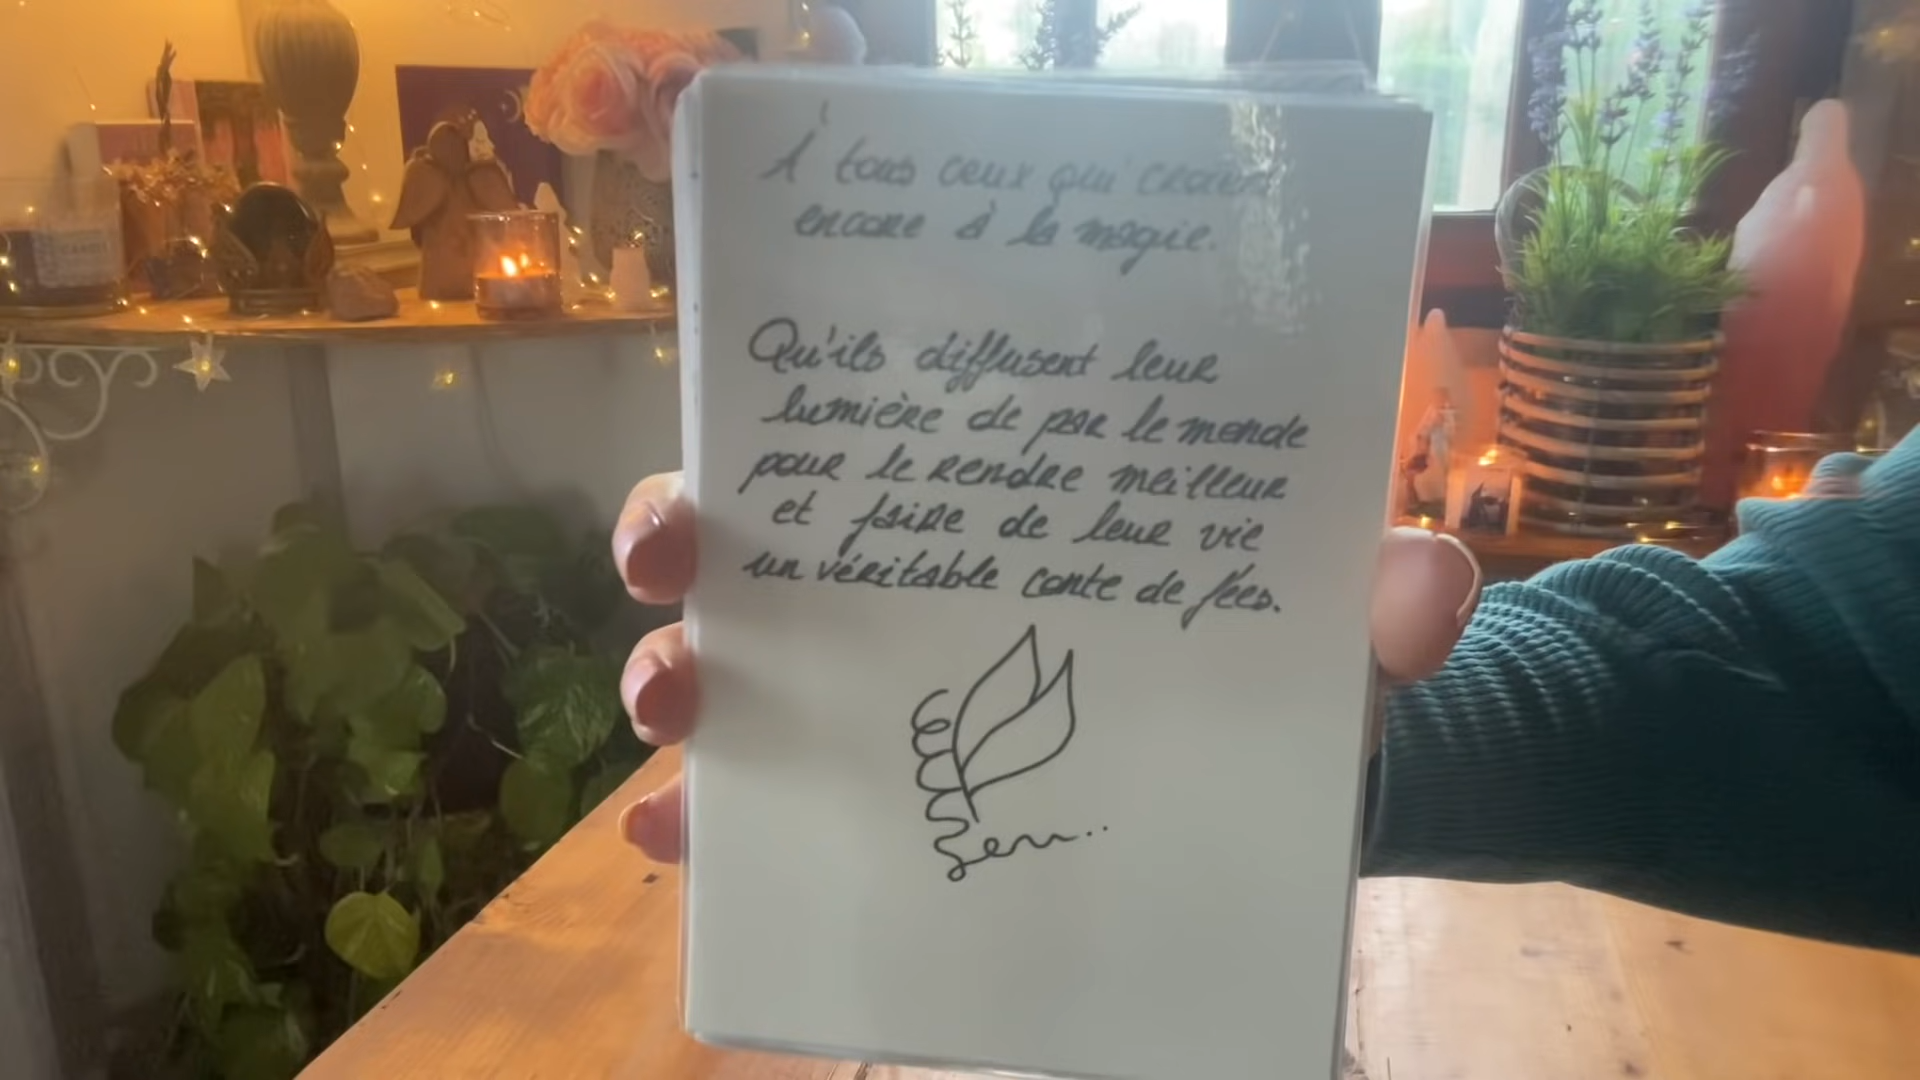 À tous ceux qui croient
encore à la magie.
Qu'ils diffusent leur
lumière de par le monde
pour le rendre meilleur
et faire de leur vie
un véritable conte de fées.